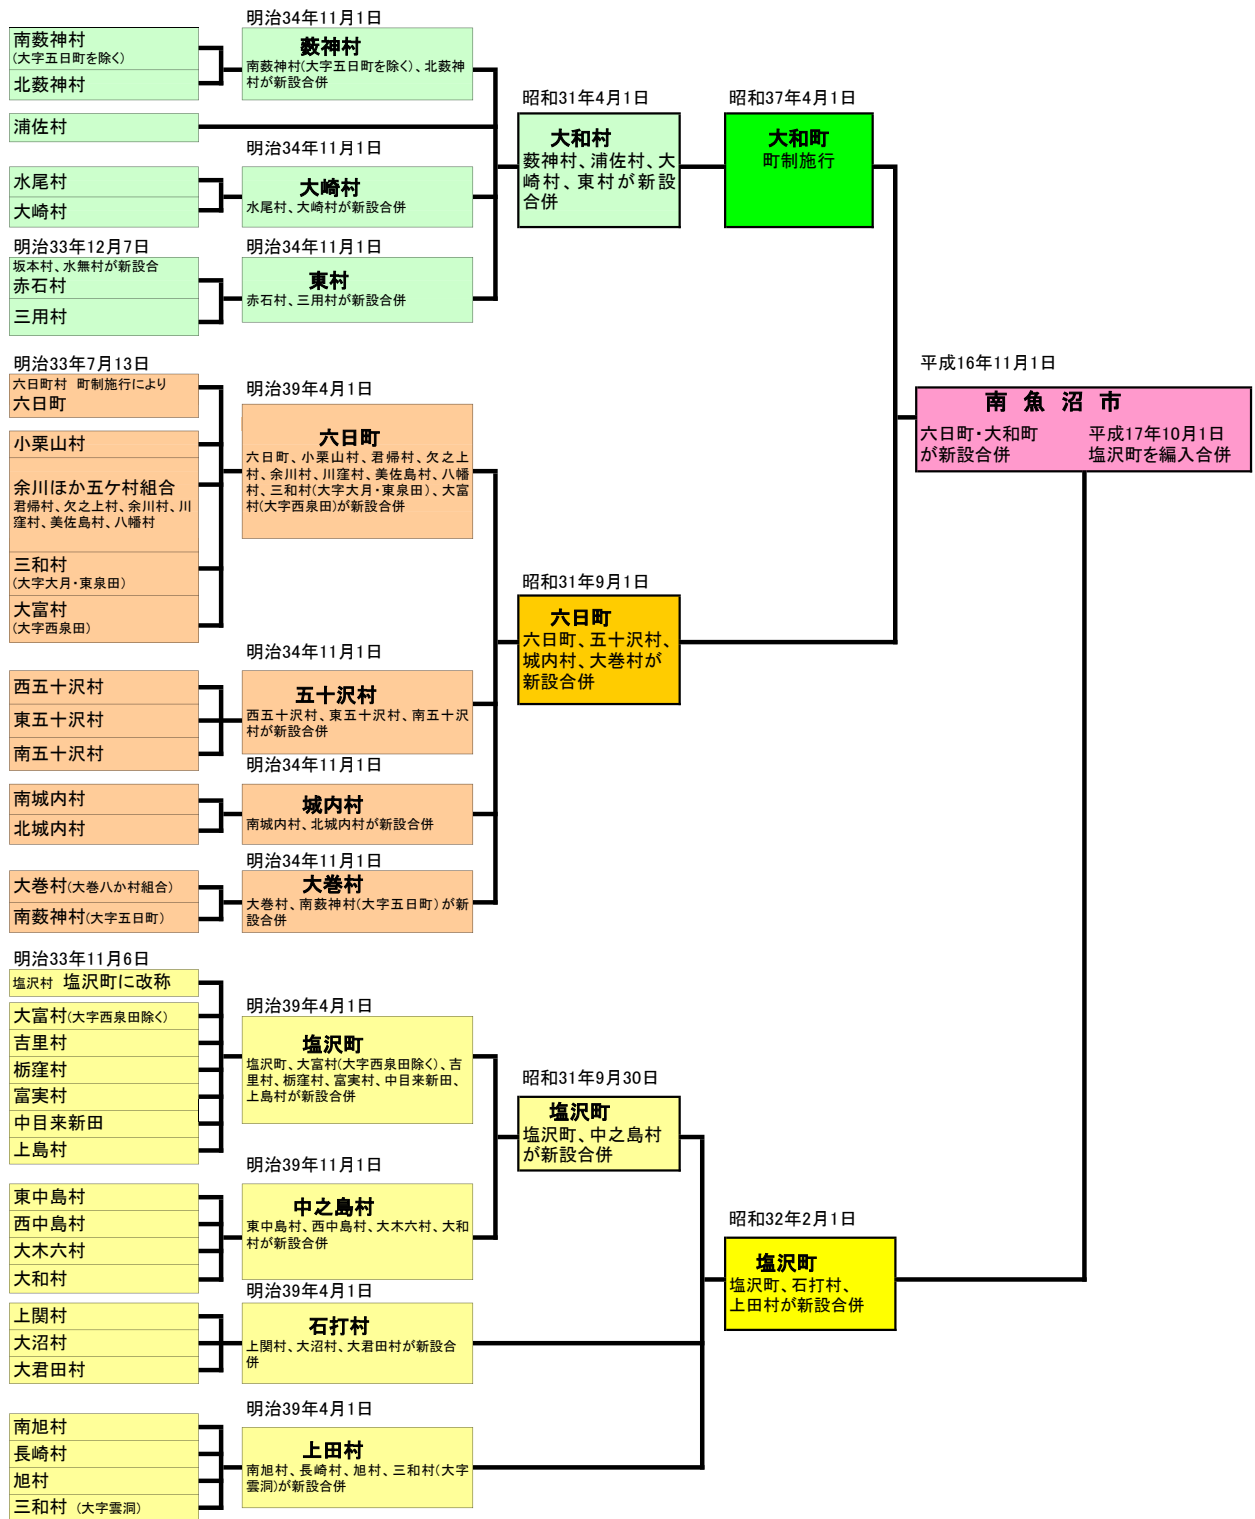 明治34年11月1日
南薮神村
(大字五日町を除く)
北薮神村
薮神村
南薮神村(大字五日町を除く)、北薮神
村が新設合併
浦佐村
明治34年11月1日
水尾村
大崎村
大崎村
水尾村、大崎村が新設合併
明治33年12月7日
坂本村、水無村が新設合
赤石村
三用村
明治34年11月1日
東村
赤石村、三用村が新設合併
昭和31年4月1日
大和村
薮神村、浦佐村、大
崎村、東村が新設
合併
昭和37年4月1日
大和町
町制施行
明治33年7月13日
六日町村 町制施行により
六日町
小栗山村
余川ほか五ケ村組合
君帰村、欠之上村、余川村、川
窪村、美佐島村、八幡村
三和村
(大字大月・東泉田)
大富村
(大字西泉田)
明治39年4月1日
六日町
六日町、小栗山村、君帰村、欠之上
村、余川村、川窪村、美佐島村、八幡
村、三和村(大字大月・東泉田)、大富
村(大字西泉田)が新設合併
西五十沢村
東五十沢村
南五十沢村
明治34年11月1日
五十沢村
西五十沢村、東五十沢村、南五十沢
村が新設合併
南城内村
北城内村
明治34年11月1日
城内村
南城内村、北城内村が新設合併
大巻村(大巻八か村組合)
南薮神村(大字五日町)
明治34年11月1日
大巻村
大巻村、南薮神村(大字五日町)が新
設合併
昭和31年9月1日
六日町
六日町、五十沢村、
城内村、大巻村が
新設合併
平成16年11月1日
南 魚 沼 市
六日町・大和町
が新設合併
平成17年10月1日
塩沢町を編入合併
明治33年11月6日
塩沢村 塩沢町に改称
大富村(大字西泉田除く)
吉里村
栃窪村
富実村
中目来新田
上島村
明治39年4月1日
塩沢町
塩沢町、大富村(大字西泉田除く)、吉
里村、栃窪村、富実村、中目来新田、
上島村が新設合併
東中島村
西中島村
大木六村
大和村
明治39年11月1日
中之島村
東中島村、西中島村、大木六村、大和
村が新設合併
昭和31年9月30日
塩沢町
塩沢町、中之島村
が新設合併
上関村
大沼村
大君田村
明治39年4月1日
石打村
上関村、大沼村、大君田村が新設合
併
南旭村
長崎村
旭村
三和村 (大字雲洞)
明治39年4月1日
上田村
南旭村、長崎村、旭村、三和村(大字
雲洞)が新設合併
昭和32年2月1日
塩沢町
塩沢町、石打村、
上田村が新設合併